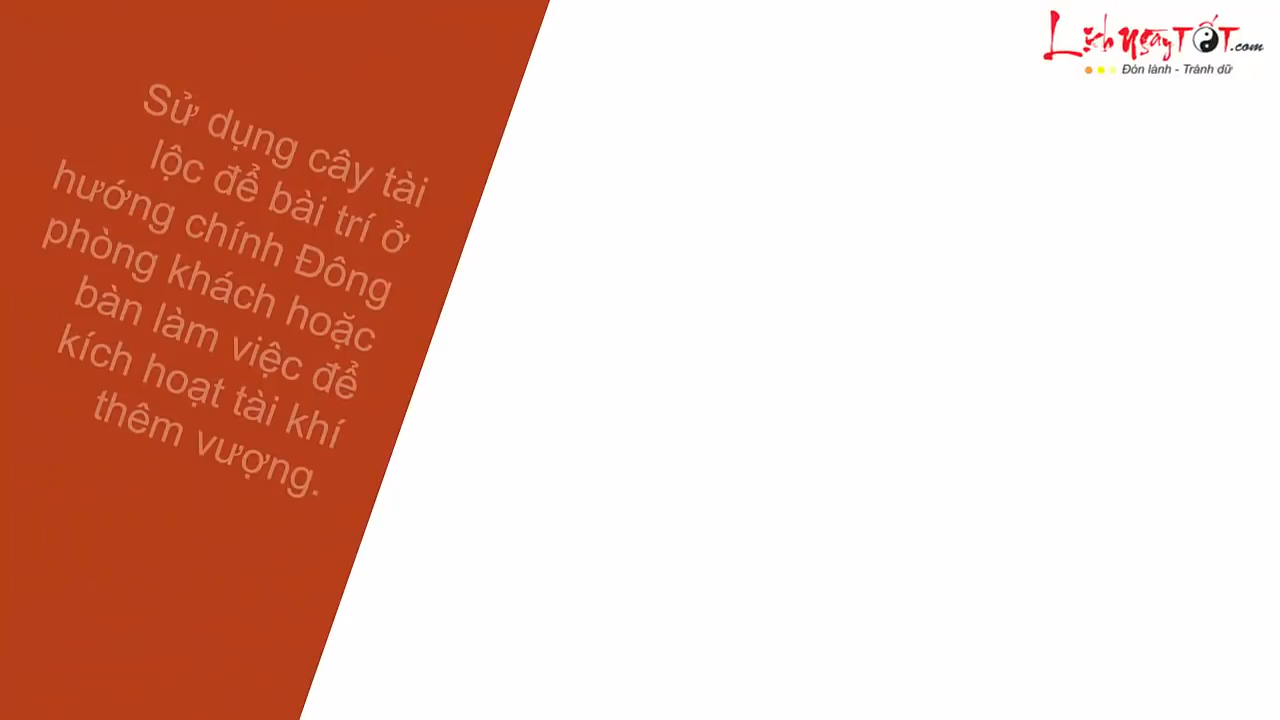 LịchNgàyTỐT.com
Đón lành - Tránh dữ
Sử dụng cây tài
lộc để bài trí ở
hướng chính Đông
phòng khách hoặc
bàn làm việc để
kích hoạt tài khí
thêm vượng.